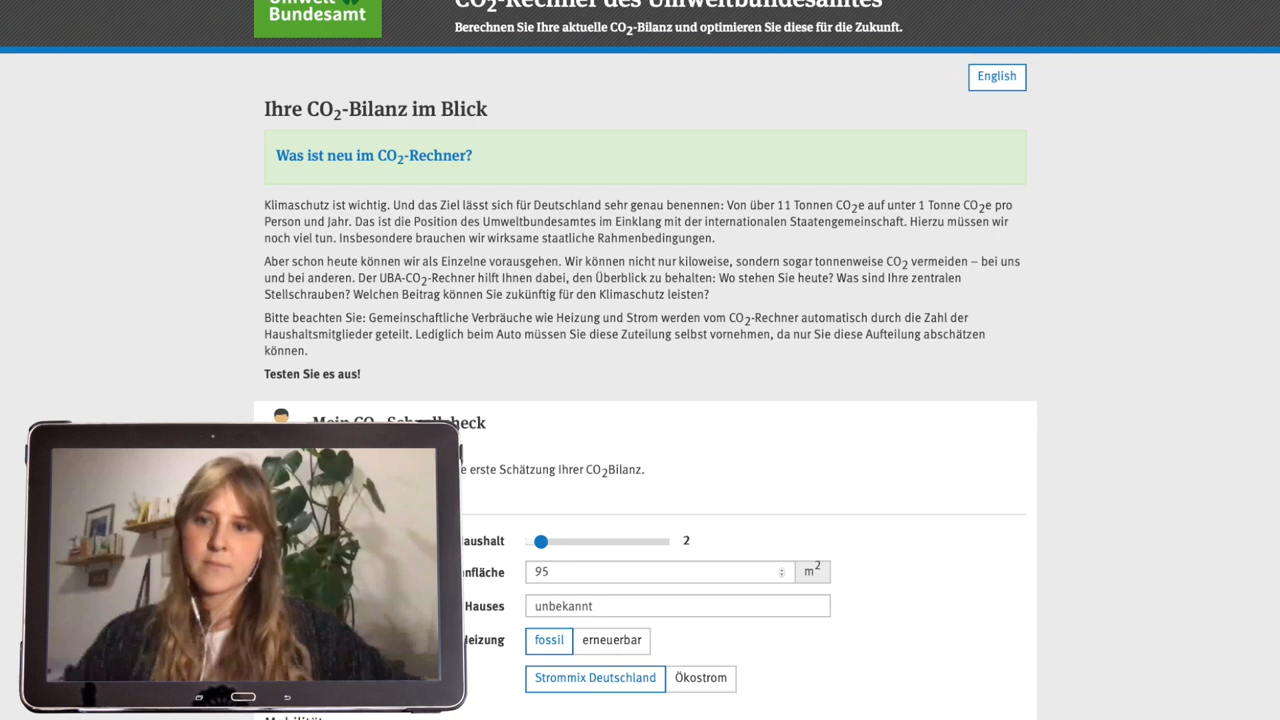 Umwelt
Bundesamt
CO2-Rechner des Umweltbundesamtes
Berechnen Sie Ihre aktuelle CO2-Bilanz und optimieren Sie diese für die Zukunft.
English
Ihre CO2-Bilanz im Blick
Was ist neu im CO2-Rechner?
Klimaschutz ist wichtig. Und das Ziel lässt sich für Deutschland sehr genau benennen: Von über 11 Tonnen CO2e auf unter 1 Tonne CO2e pro
Person und Jahr. Das ist die Position des Umweltbundesamtes im Einklang mit der internationalen Staatengemeinschaft. Hierzu müssen wir
noch viel tun. Insbesondere brauchen wir wirksame staatliche Rahmenbedingungen.
Aber schon heute können wir als Einzelne vorausgehen. Wir können nicht nur kiloweise, sondern sogar tonnenweise CO2 vermeiden – bei uns
und bei anderen. Der UBA-CO2-Rechner hilft Ihnen dabei, den Überblick zu behalten: Wo stehen Sie heute? Was sind Ihre zentralen
Stellschrauben? Welchen Beitrag können Sie zukünftig für den Klimaschutz leisten?
Bitte beachten Sie: Gemeinschaftliche Verbräuche wie Heizung und Strom werden vom CO2-Rechner automatisch durch die Zahl der
Haushaltsmitglieder geteilt. Lediglich beim Auto müssen Sie diese Zuteilung selbst vornehmen, da nur Sie diese Aufteilung abschätzen
können.
Testen Sie es aus!
Mein CO2-Schnellcheck
e erste Schätzung Ihrer CO2Bilanz.
aushalt 2
nfläche 95 m2
Hauses unbekannt
Heizung fossil erneuerbar
Strommix Deutschland Ökostrom
Mobilität